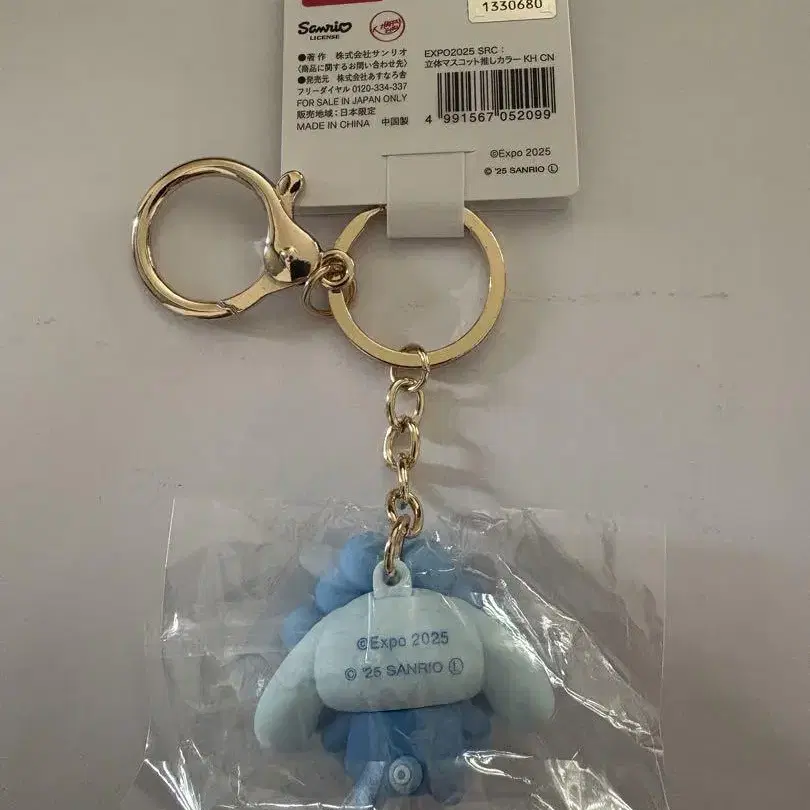 1330680
Sanrio
LICENSE
●著作 株式会社サンリオ
〈商品に関するお問い合わせ先〉
●発売元 株式会社あすなろ舎
フリーダイヤル 0120-334-337
FOR SALE IN JAPAN ONLY
販売地域：日本限定
MADE IN CHINA 中国製
EXPO2025 SRC：
立体マスコット推しカラー KH CN
4 991567 052099
©Expo 2025
© '25 SANRIO Ⓛ
©Expo 2025
© '25 SANRIO Ⓛ